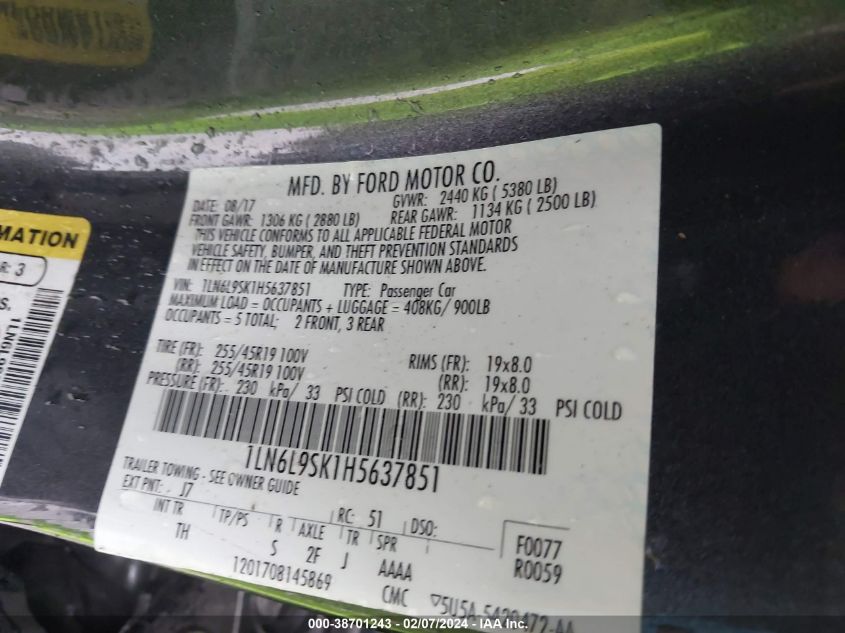 MFD. BY FORD MOTOR CO.
DATE: 08/17 GVWR: 2440 KG ( 5380 LB)
FRONT GAWR: 1306 KG ( 2880 LB) REAR GAWR: 1134 KG ( 2500 LB)
THIS VEHICLE CONFORMS TO ALL APPLICABLE FEDERAL MOTOR
VEHICLE SAFETY, BUMPER, AND THEFT PREVENTION STANDARDS
IN EFFECT ON THE DATE OF MANUFACTURE SHOWN ABOVE.
VIN: 1LN6L9SK1H5637851 TYPE: Passenger Car
MAXIMUM LOAD = OCCUPANTS + LUGGAGE = 408KG/ 900LB
OCCUPANTS = 5 TOTAL: 2 FRONT, 3 REAR
TIRE (FR): 255/45R19 100V RIMS (FR): 19x8.0
(RR): 255/45R19 100V (RR): 19x8.0
PRESSURE (FR): 230 kPa/ 33 PSI COLD (RR): 230 kPa/ 33 PSI COLD
1LN6L9SK1H5637851
TRAILER TOWING - SEE OWNER GUIDE
EXT PNT: J7 RC: 51 DSO: F0077
INT TR TP/PS R AXLE TR SPR R0059
TH S 2F J AAAA
1201708145869 CMC ▽5U5A-5420472-AA
MATION
R: 3
S.
000-38701243 - 02/07/2024 - IAA Inc.